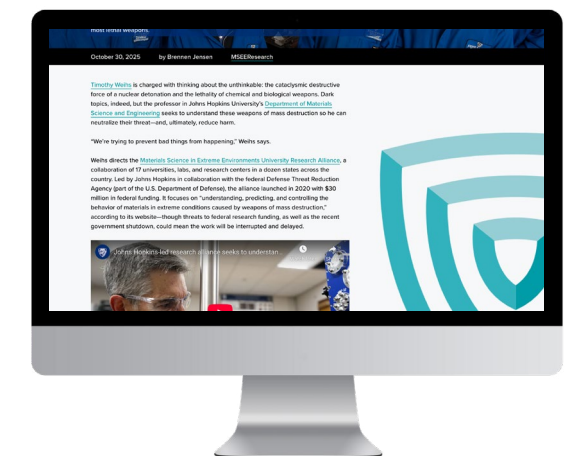 most lethal weapons.
October 30, 2025 by Brennen Jensen MSEEResearch
Timothy Weihs is charged with thinking about the unthinkable: the cataclysmic destructive
force of a nuclear detonation and the lethality of chemical and biological weapons. Dark
topics, indeed, but the professor in Johns Hopkins University's Department of Materials
Science and Engineering seeks to understand these weapons of mass destruction so he can
neutralize their threat—and, ultimately, reduce harm.
"We're trying to prevent bad things from happening," Weihs says.
Weihs directs the Materials Science in Extreme Environments University Research Alliance, a
collaboration of 17 universities, labs, and research centers in a dozen states across the
country. Led by Johns Hopkins in collaboration with the federal Defense Threat Reduction
Agency (part of the U.S. Department of Defense), the alliance launched in 2020 with $30
million in federal funding. It focuses on "understanding, predicting, and controlling the
behavior of materials in extreme conditions caused by weapons of mass destruction,"
according to its website—though threats to federal research funding, as well as the recent
government shutdown, could mean the work will be interrupted and delayed.
Johns Hopkins-led research alliance seeks to understan...